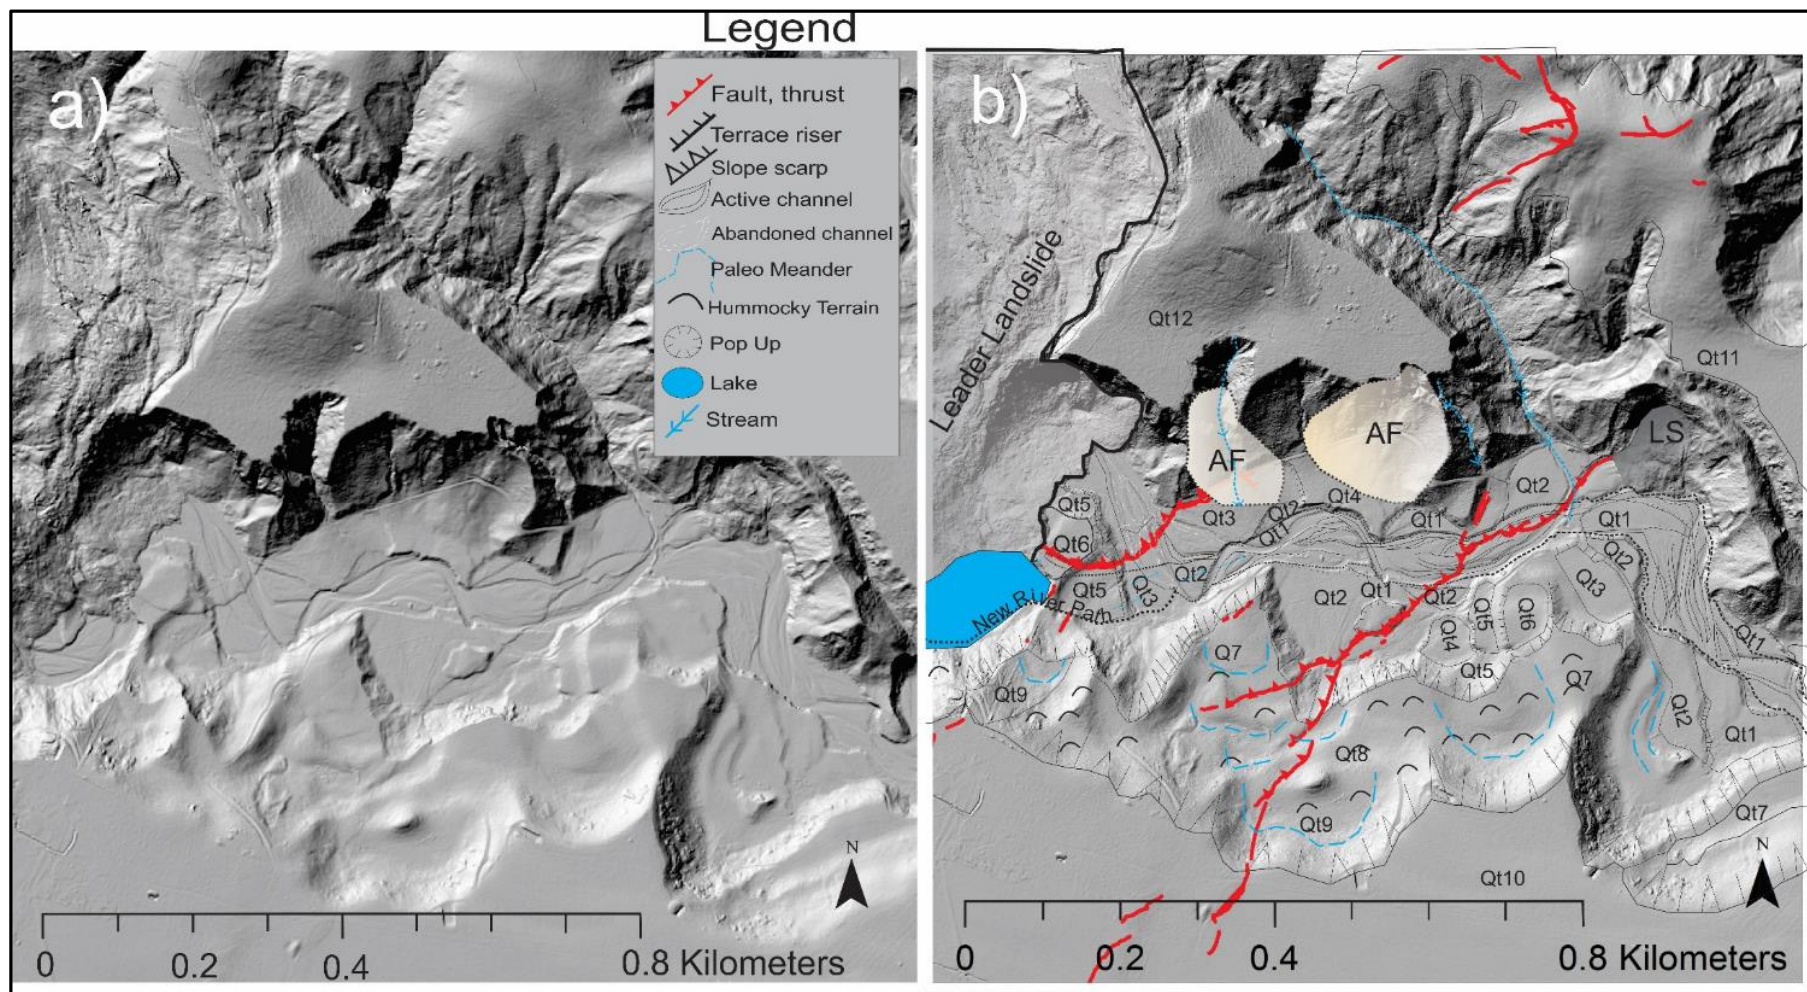 Legend
a)
Fault, thrust
Terrace riser
Slope scarp
Active channel
Abandoned channel
Paleo Meander
Hummocky Terrain
Pop Up
Lake
Stream
N
0 0.2 0.4 0.8 Kilometers
b)
Leader Landslide
Qt12
Qt11
LS
AF
AF
Qt5
Qt6
Qt3
Qt2
Qt1
Qt4
Qt1
Qt2
Qt1
Qt2
Qt3
Qt5
Qt3
Qt2
New River Path
Qt2
Qt1
Qt2
Qt4
Qt5
Qt6
Qt5
Q7
Q7
Qt9
Qt8
Qt9
Qt2
Qt1
Qt1
Qt7
Qt10
N
0 0.2 0.4 0.8 Kilometers